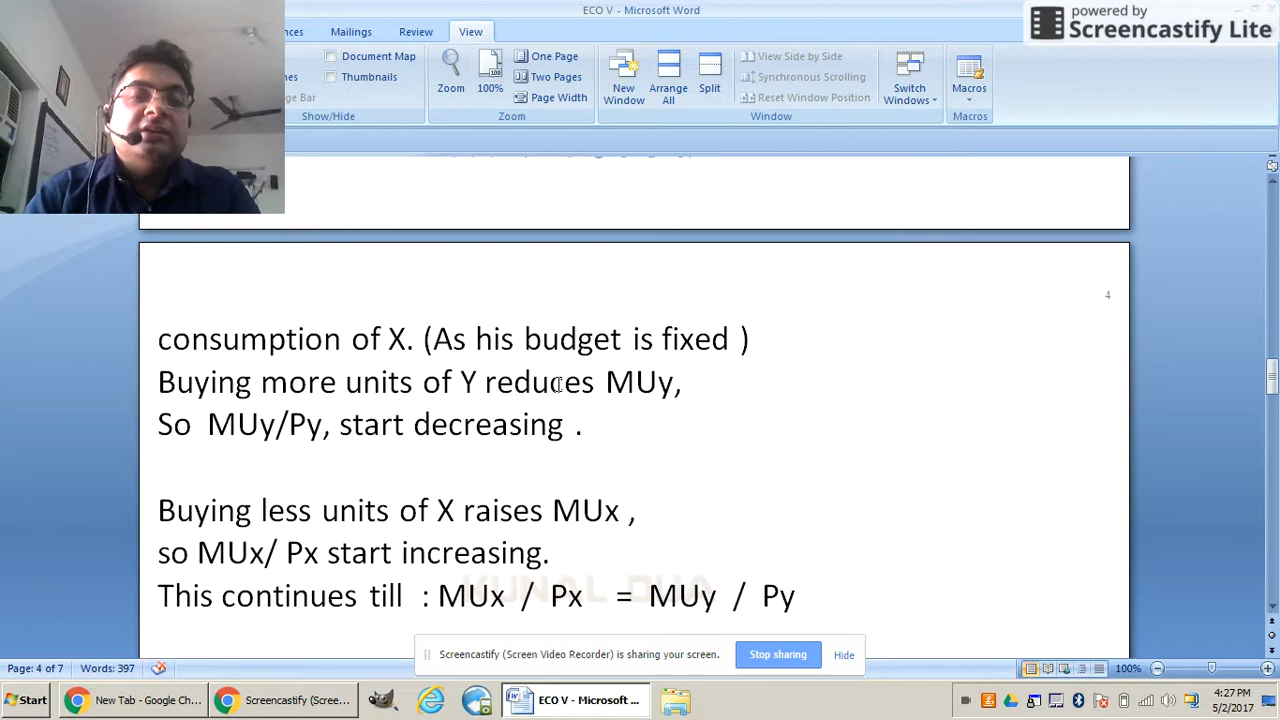 ECO V - Microsoft Word
powered by
Screencastify Lite
nces Mailings Review View
Document Map
Thumbnails
ge Bar
Show/Hide
Zoom
100%
One Page
Two Pages
Page Width
Zoom
New Window
Arrange All
Split
View Side by Side
Synchronous Scrolling
Reset Window Position
Window
Switch Windows
Macros
Macros
4
consumption of X. (As his budget is fixed )
Buying more units of Y reduces MUy,
So MUy/Py, start decreasing .
Buying less units of X raises MUx ,
so MUx/ Px start increasing.
This continues till : MUx / Px = MUy / Py
KUNAL DUA
Screencastify (Screen Video Recorder) is sharing your screen. Stop sharing Hide
Page: 4 of 7 Words: 397 100%
Start New Tab - Google Ch... Screencastify (Scree... ECO V - Microsoft ... 4:27 PM
5/2/2017